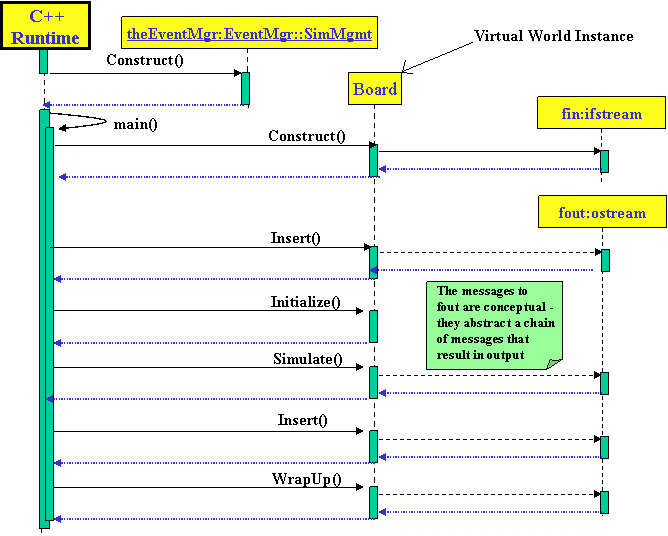 C++
Runtime
theEventMgr:EventMgr::SimMgmt
Virtual World Instance
Construct()
Board
fin:ifstream
main()
Construct()
fout:ostream
Insert()
The messages to
fout are conceptual -
they abstract a chain
of messages that
result in output
Initialize()
Simulate()
Insert()
WrapUp()